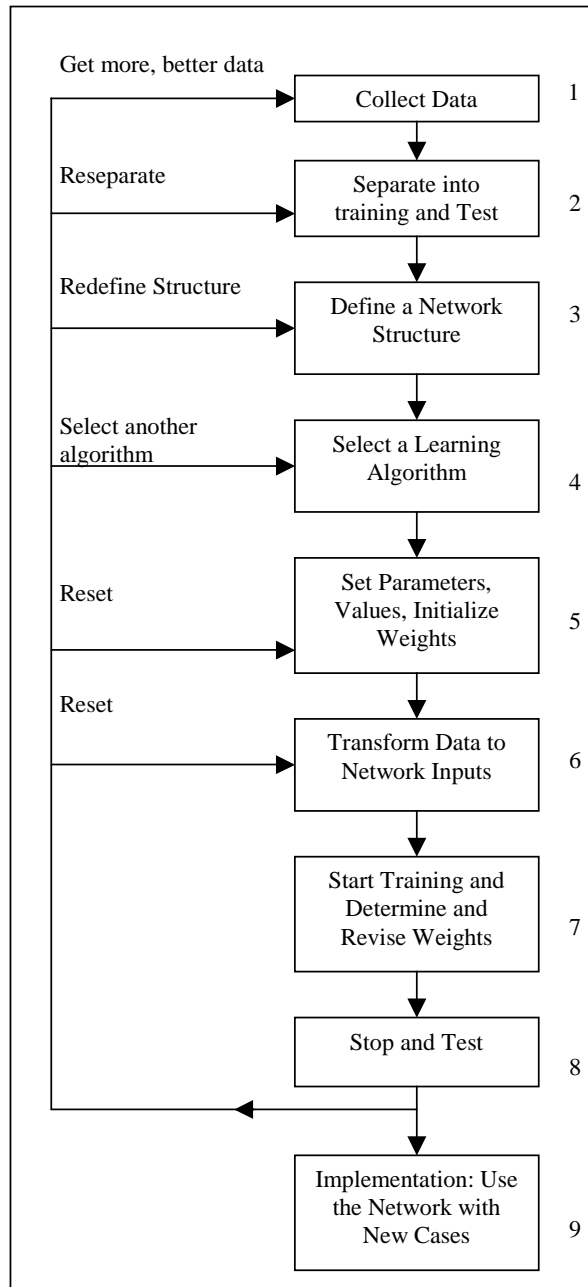 Get more, better data
Collect Data
1
Reseparate
Separate into
training and Test
2
Redefine Structure
Define a Network
Structure
3
Select another
algorithm
Select a Learning
Algorithm
4
Reset
Set Parameters,
Values, Initialize
Weights
5
Reset
Transform Data to
Network Inputs
6
Start Training and
Determine and
Revise Weights
7
Stop and Test
8
Implementation: Use
the Network with
New Cases
9